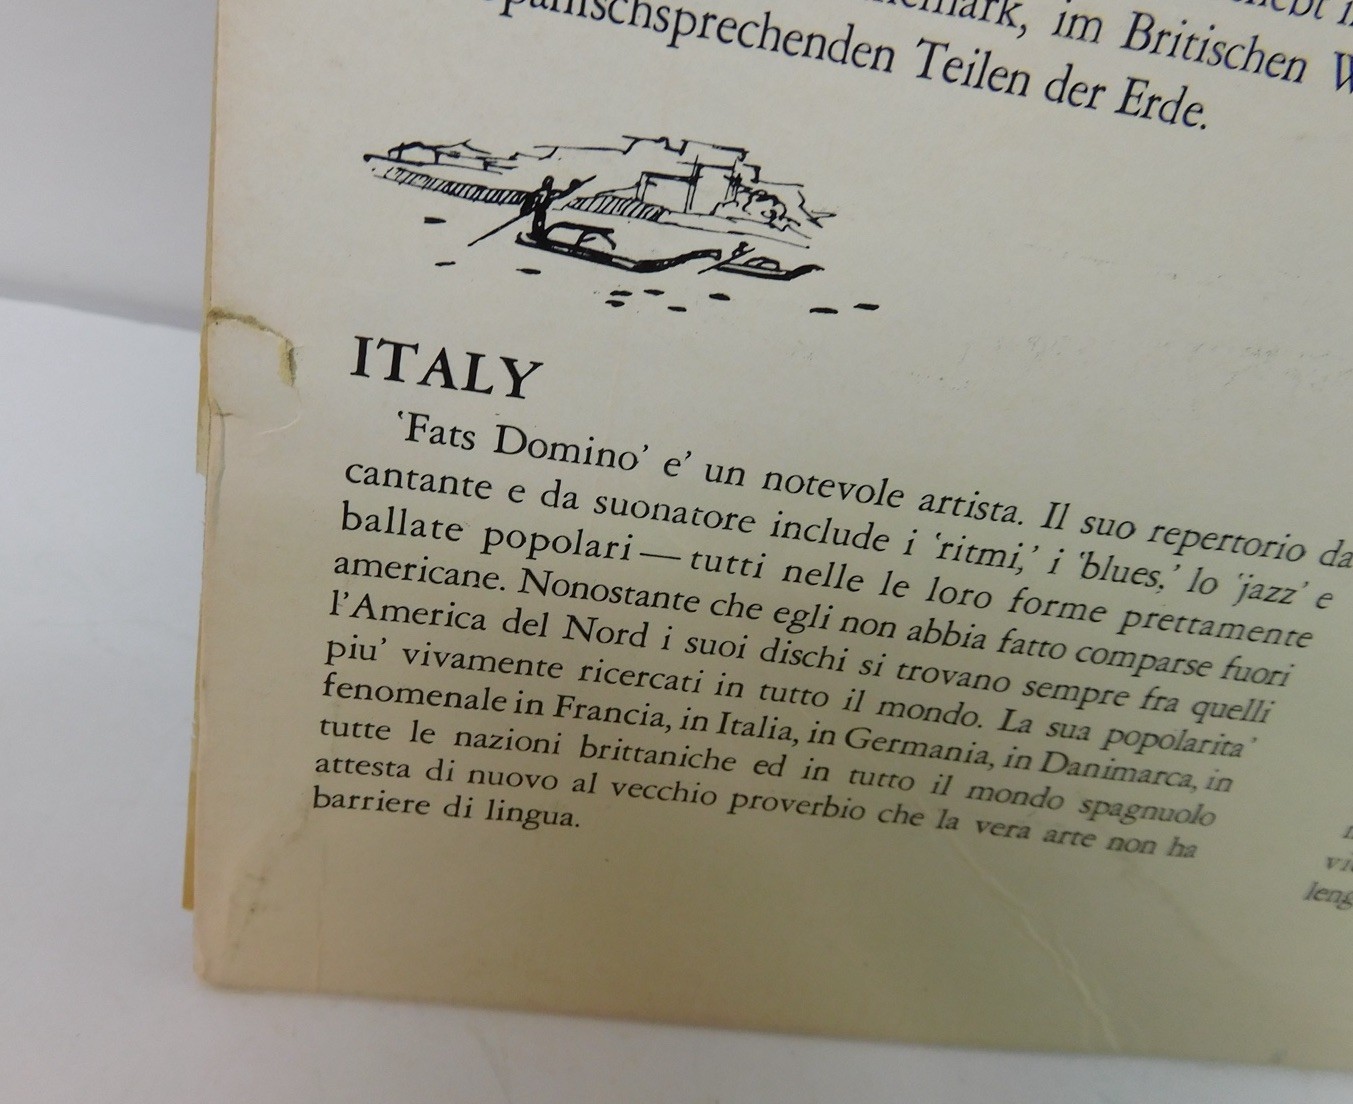 im Britischen
Teilen der Erde.
ITALY
‘Fats Domino’ e’ un notevole artista. Il suo repertorio da
cantante e da suonatore include i ‘ritmi,’ i ‘blues,’ lo ‘jazz’ e
ballate popolari — tutti nelle le loro forme prettamente
americane. Nonostante che egli non abbia fatto comparse fuori
l’America del Nord i suoi dischi si trovano sempre fra quelli
piu’ vivamente ricercati in tutto il mondo. La sua popolarita’
fenomenale in Francia, in Italia, in Germania, in Danimarca, in
tutte le nazioni brittaniche ed in tutto il mondo spagnuolo
attesta di nuovo al vecchio proverbio che la vera arte non ha
barriere di lingua.